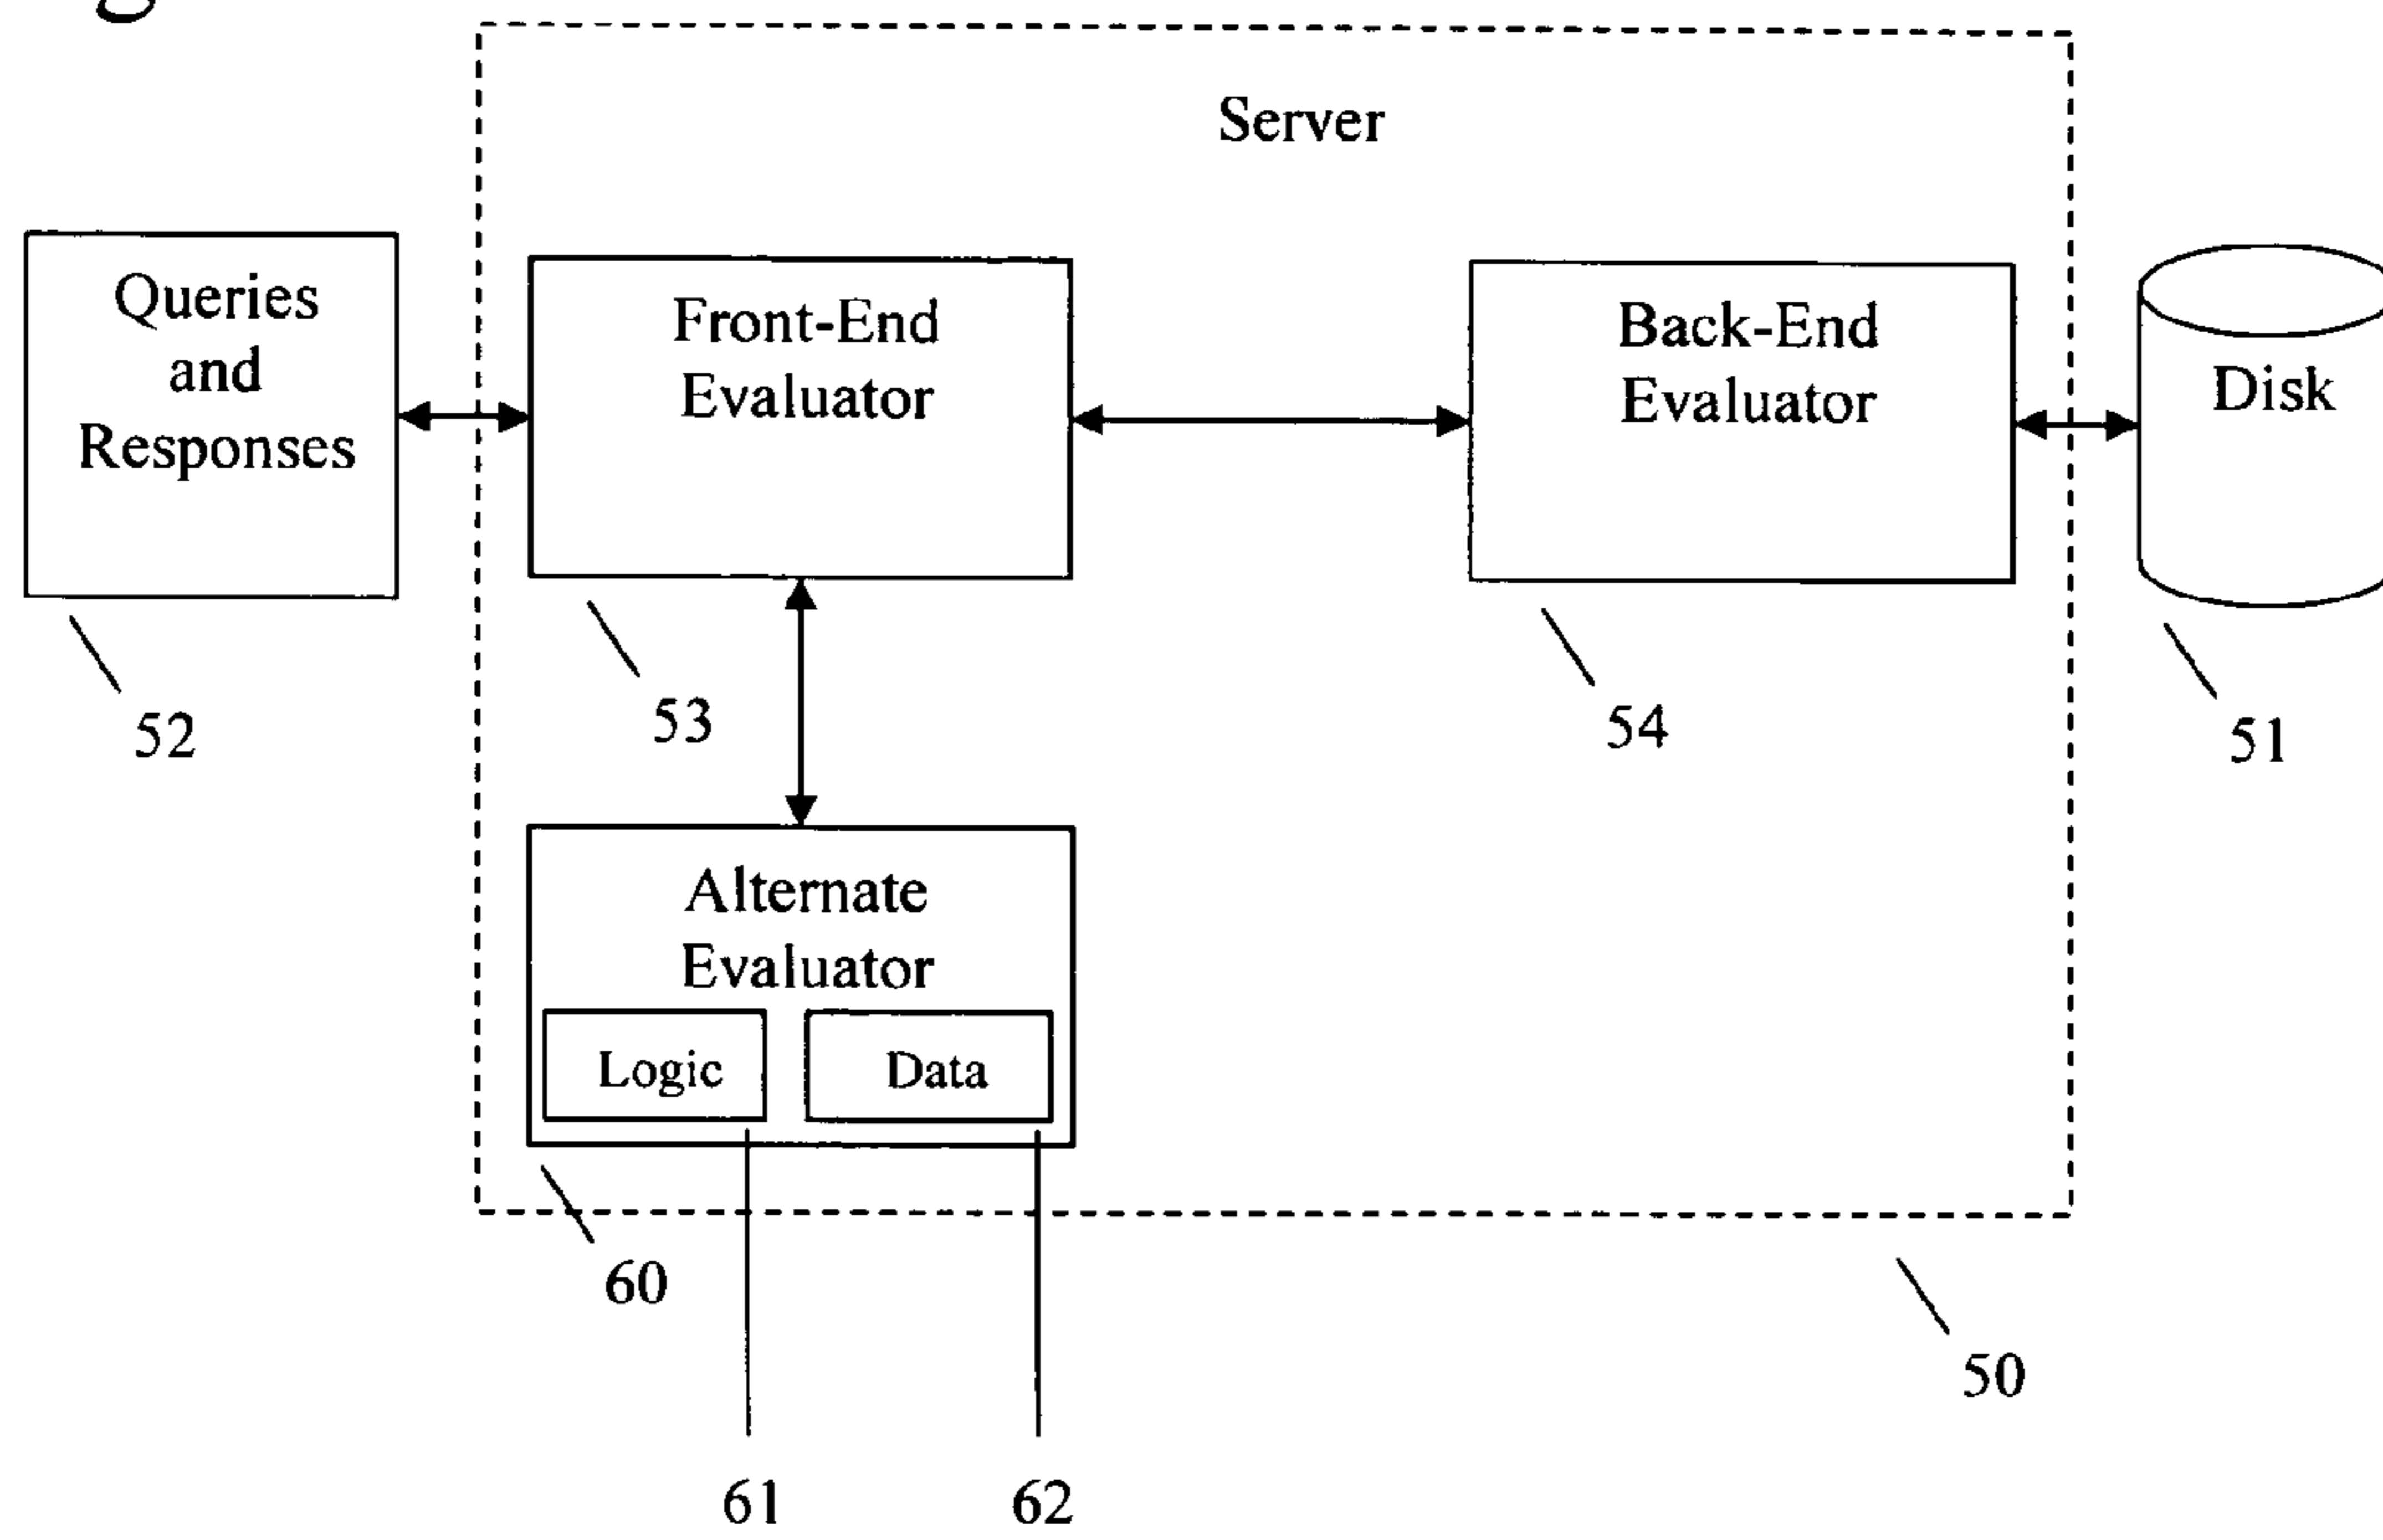 Server
Queries
and
Responses
Front-End
Evaluator
Back-End
Evaluator
Disk
52
53
54
51
Alternate
Evaluator
Logic
Data
60
50
61
62